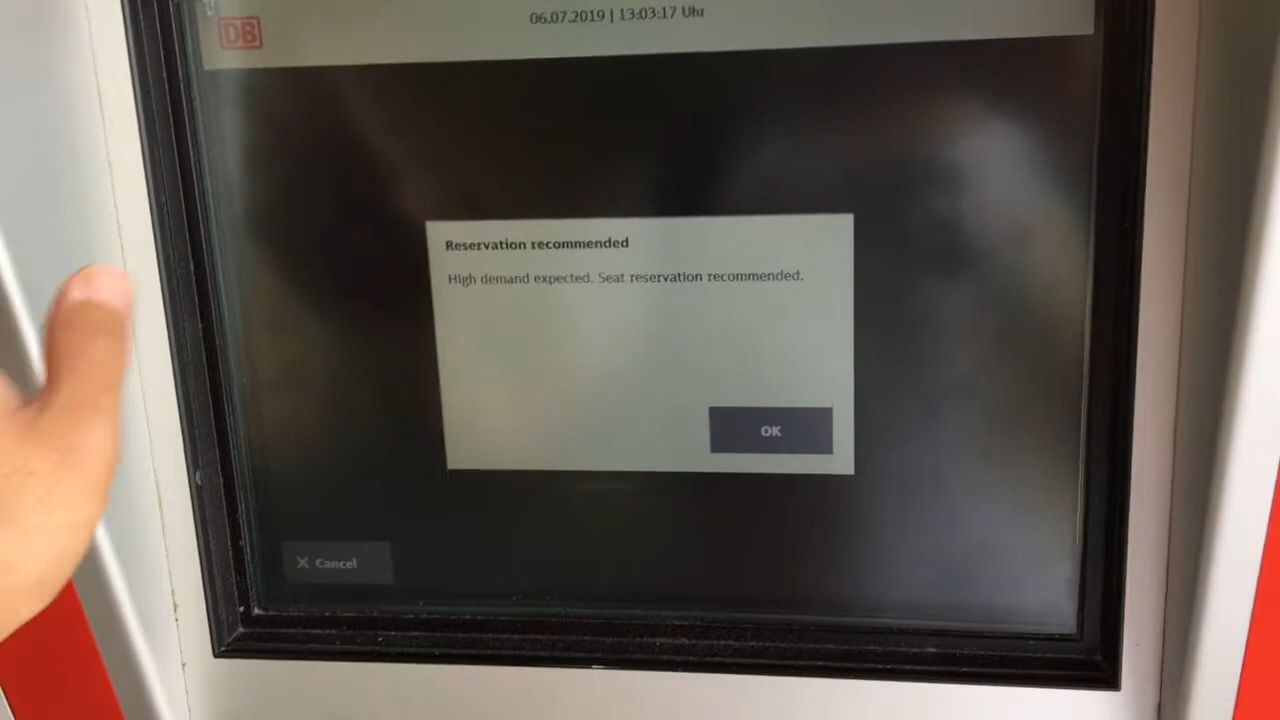 DB
06.07.2019 | 13:03:17 Uhr
Reservation recommended
High demand expected. Seat reservation recommended.
OK
X Cancel